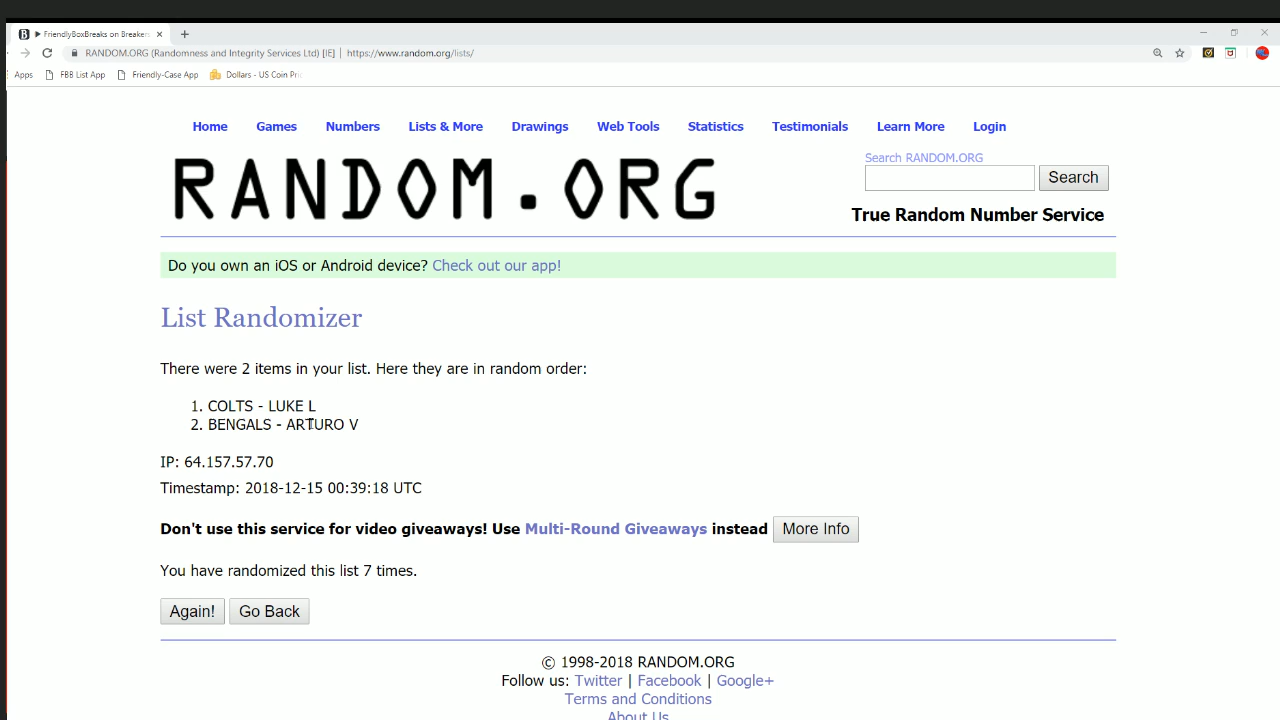 FriendlyBoxBreaks on Breakers
RANDOM.ORG (Randomness and Integrity Services Ltd) [IE] | https://www.random.org/lists/
Apps FBB List App Friendly-Case App Dollars - US Coin Pric
Home Games Numbers Lists & More Drawings Web Tools Statistics Testimonials Learn More Login
RANDOM.ORG
Search RANDOM.ORG
Search
True Random Number Service
Do you own an iOS or Android device? Check out our app!
List Randomizer
There were 2 items in your list. Here they are in random order:
1. COLTS - LUKE L
2. BENGALS - ARTURO V
IP: 64.157.57.70
Timestamp: 2018-12-15 00:39:18 UTC
Don't use this service for video giveaways! Use Multi-Round Giveaways instead More Info
You have randomized this list 7 times.
Again! Go Back
© 1998-2018 RANDOM.ORG
Follow us: Twitter | Facebook | Google+
Terms and Conditions
About Us